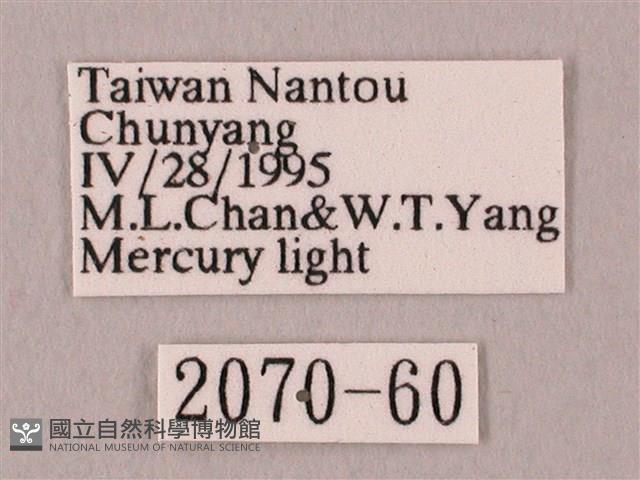 Taiwan Nantou
Chunyang
IV/28/1995
M.L.Chan&W.T.Yang
Mercury light
2070-60
國立自然科學博物館
NATIONAL MUSEUM OF NATURAL SCIENCE